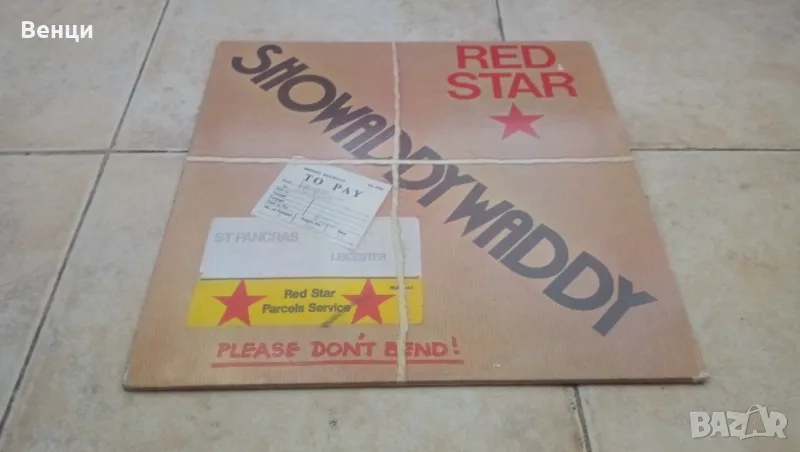 Венци
SHOWADDYWADDY
RED
STAR
TO PAY
ST PANCRAS
LEICESTER
Red Star
Parcels Service
PLEASE DON'T BEND!
BAZAR